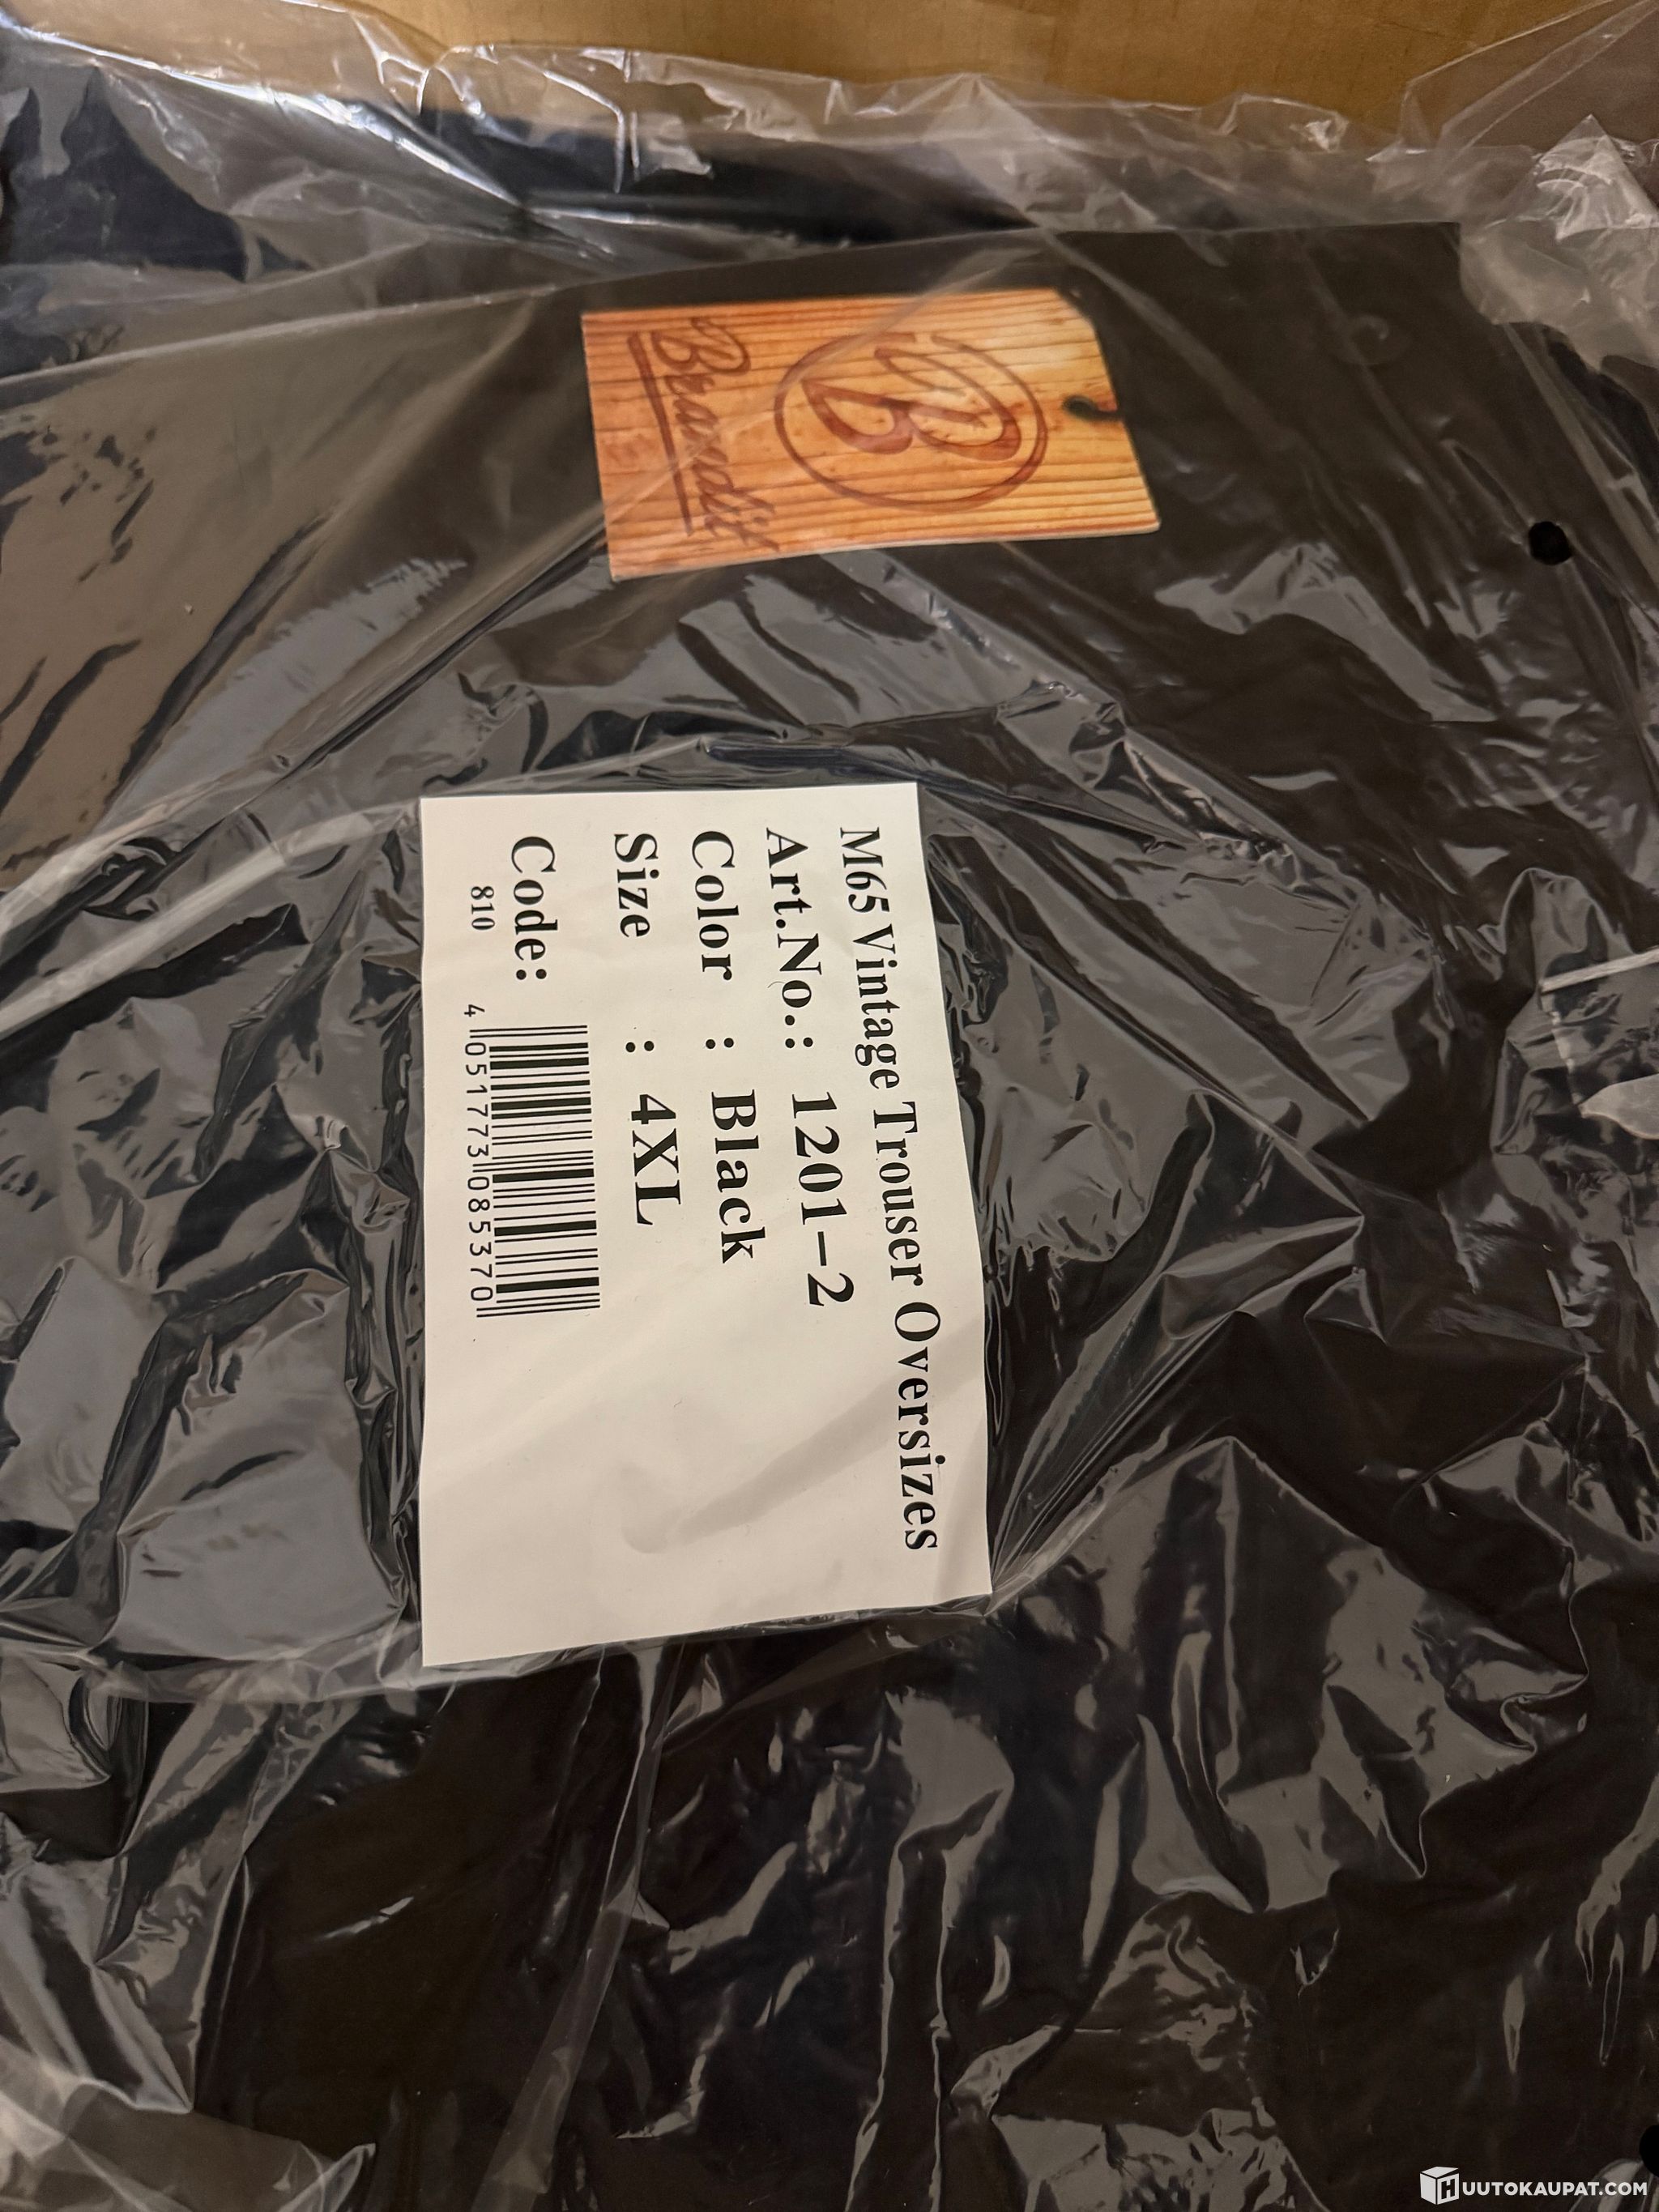 B
Brandit
M65 Vintage Trouser Oversizes
Art.No.: 1201-2
Color : Black
Size : 4XL
Code:
810
4 051773 085370
HUUTOKAUPAT.COM